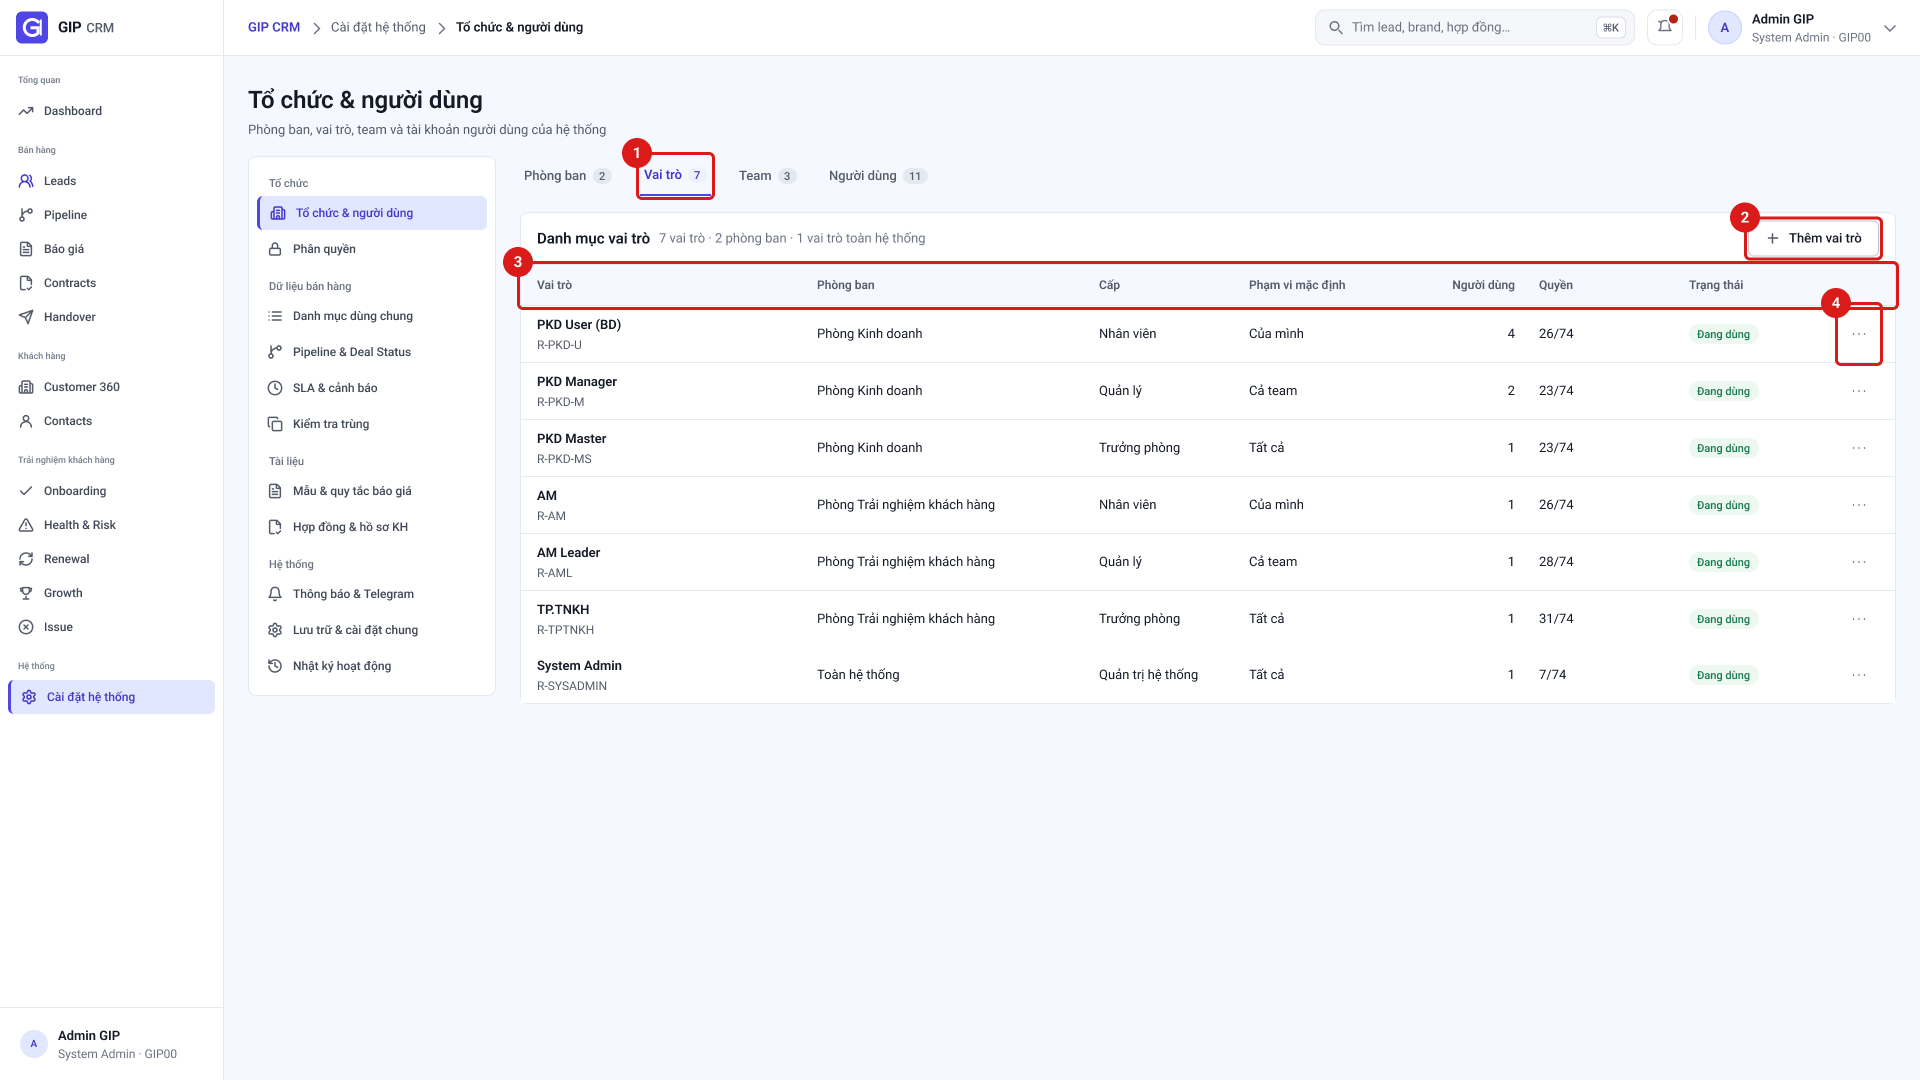 GIP CRM
GIP CRM
Cài đặt hệ thống
Tổ chức & người dùng
Tìm lead, brand, hợp đồng...
⌘K
A
Admin GIP
System Admin · GIP00
Tổng quan
Dashboard
Bán hàng
Leads
Pipeline
Báo giá
Contracts
Handover
Khách hàng
Customer 360
Contacts
Trải nghiệm khách hàng
Onboarding
Health & Risk
Renewal
Growth
Issue
Hệ thống
Cài đặt hệ thống
A
Admin GIP
System Admin · GIP00
Tổ chức & người dùng
Phòng ban, vai trò, team và tài khoản người dùng của hệ thống
Tổ chức
Tổ chức & người dùng
Phân quyền
Dữ liệu bán hàng
Danh mục dùng chung
Pipeline & Deal Status
SLA & cảnh báo
Kiểm tra trùng
Tài liệu
Mẫu & quy tắc báo giá
Hợp đồng & hồ sơ KH
Hệ thống
Thông báo & Telegram
Lưu trữ & cài đặt chung
Nhật ký hoạt động
1
Phòng ban 2
Vai trò 7
Team 3
Người dùng 11
2
Danh mục vai trò 7 vai trò · 2 phòng ban · 1 vai trò toàn hệ thống
Thêm vai trò
3
Vai trò Phòng ban Cấp Phạm vi mặc định Người dùng Quyền Trạng thái
4
PKD User (BD)
R-PKD-U
Phòng Kinh doanh Nhân viên Của mình 4 26/74 Đang dùng ...
PKD Manager
R-PKD-M
Phòng Kinh doanh Quản lý Cả team 2 23/74 Đang dùng ...
PKD Master
R-PKD-MS
Phòng Kinh doanh Trưởng phòng Tất cả 1 23/74 Đang dùng ...
AM
R-AM
Phòng Trải nghiệm khách hàng Nhân viên Của mình 1 26/74 Đang dùng ...
AM Leader
R-AML
Phòng Trải nghiệm khách hàng Quản lý Cả team 1 28/74 Đang dùng ...
TP.TNKH
R-TPTNKH
Phòng Trải nghiệm khách hàng Trưởng phòng Tất cả 1 31/74 Đang dùng ...
System Admin
R-SYSADMIN
Toàn hệ thống Quản trị hệ thống Tất cả 1 7/74 Đang dùng ...